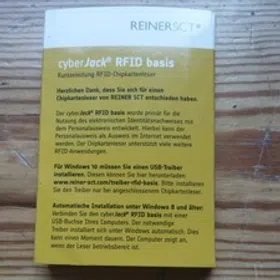 REINERSCT®
cyberJack® RFID basis
Kurzanleitung RFID-Chipkartenleser
Herzlichen Dank, dass Sie sich für einen
Chipkartenleser von REINER SCT entschieden haben.
Der cyberJack® RFID basis wurde primär für die
Nutzung des elektronischen Identitätsnachweises mit
dem Personalausweis entwickelt. Hierbei kann der
Personalausweis als Ausweis im Internet verwendet
werden. Der Chipkartenleser unterstützt viele weitere
RFID-Anwendungen.
Für Windows 10 müssen Sie einen USB-Treiber
installieren. Diesen können Sie hier herunterladen:
www.reiner-sct.com/treiber-rfid-basis. Bitte installieren
Sie den Treiber nur bei angeschlossenem Chipkartenleser.
Automatische Installation unter Windows 8 und älter:
Verbinden Sie den cyberJack® RFID basis mit einer
USB-Buchse Ihres Computers. Der notwendige
Treiber installiert sich unter Windows automatisch. Dies
kann einen Moment dauern. Der Computer zeigt an,
wenn der Leser betriebsbereit ist.